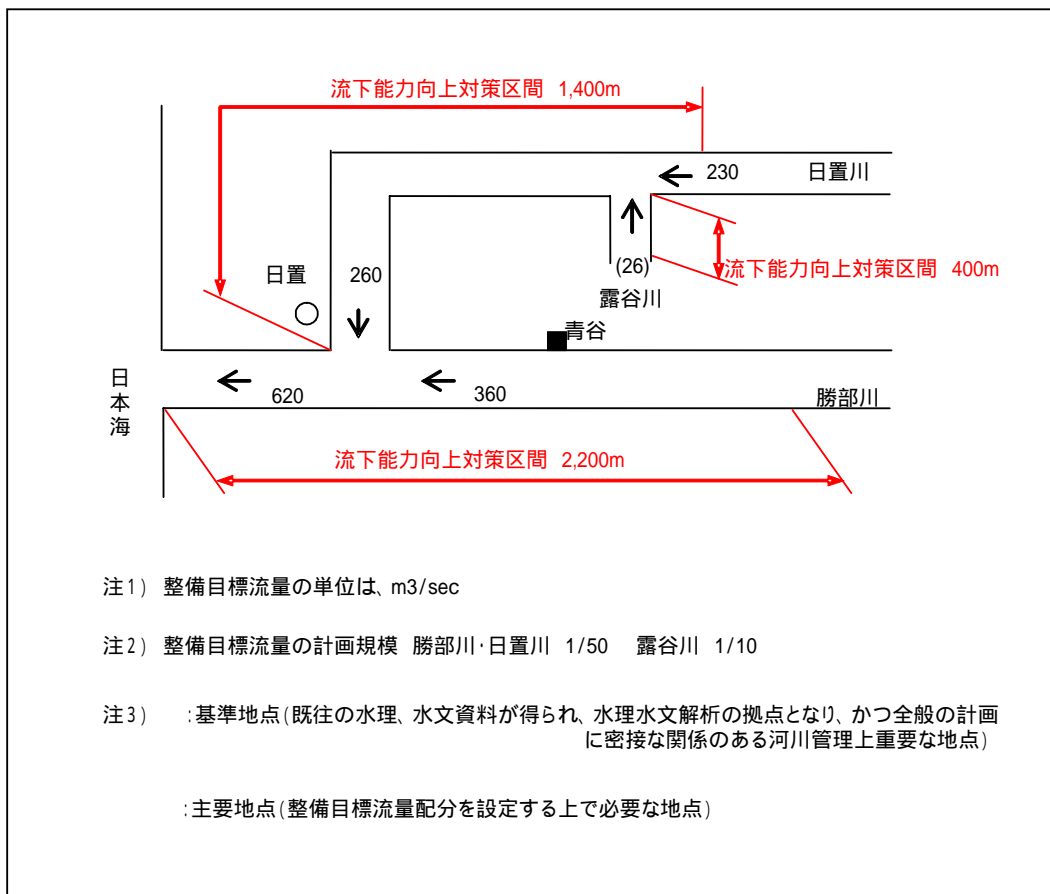 流下能力向上対策区間 1,400m
230
日置川
日置
260
(26)
露谷川
流下能力向上対策区間 400m
青谷
日本海
620
360
勝部川
流下能力向上対策区間 2,200m
注1) 整備目標流量の単位は、m3/sec
注2) 整備目標流量の計画規模 勝部川・日置川 1/50 露谷川 1/10
注3) :基準地点(既往の水理、水文資料が得られ、水理水文解析の拠点となり、かつ全般の計画
に密接な関係のある河川管理上重要な地点)
:主要地点(整備目標流量配分を設定する上で必要な地点)